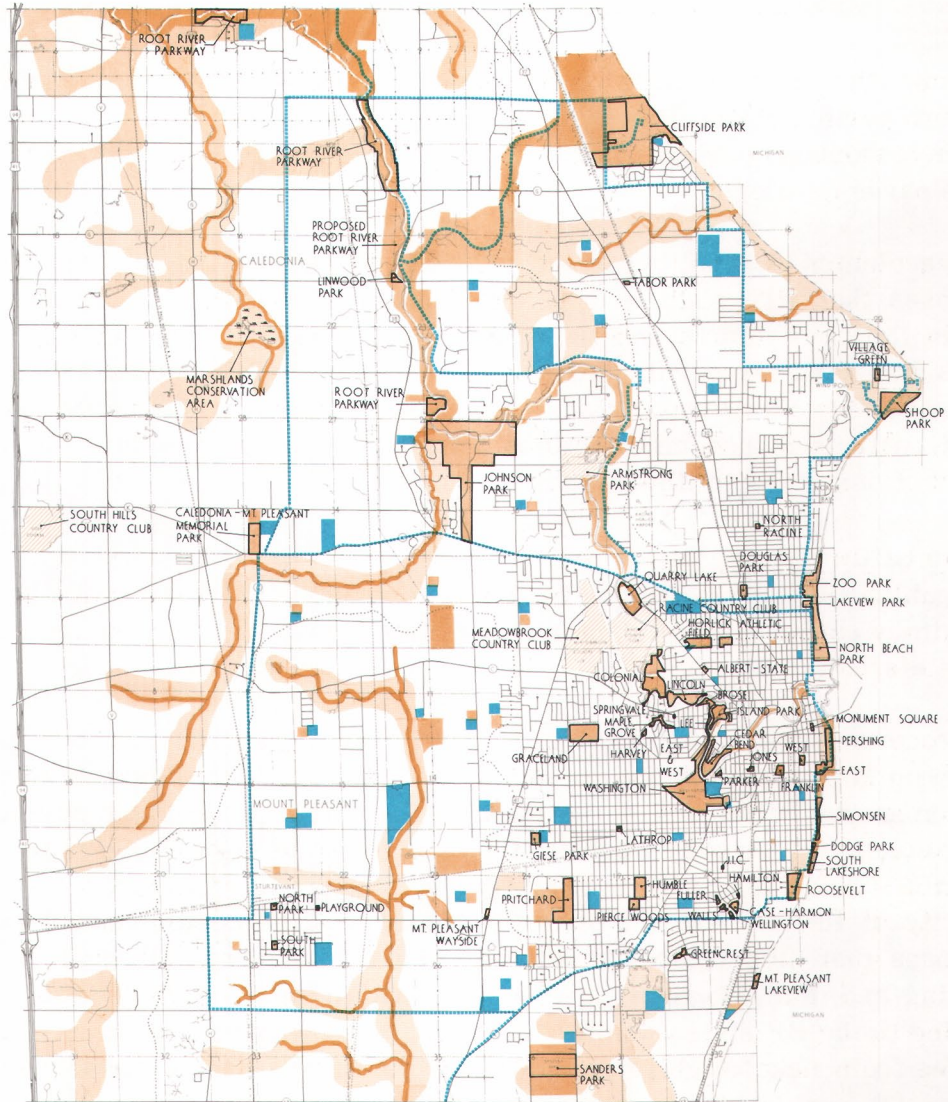 ROOT RIVER
PARKWAY
CLIFFSIDE PARK
MICHIGAN
ROOT RIVER
PARKWAY
PROPOSED
ROOT RIVER
PARKWAY
CALEDONIA
LINWOOD
PARK
TABOR PARK
VILLAGE
GREEN
MARSHLANDS
CONSERVATION
AREA
ROOT RIVER
PARKWAY
SHOOP
PARK
JOHNSON
PARK
ARMSTRONG
PARK
SOUTH HILLS
COUNTRY CLUB
CALEDONIA-MT PLEASANT
MEMORIAL
PARK
NORTH
RACINE
DOUGLAS
PARK
QUARRY LAKE
ZOO PARK
LAKEVIEW PARK
RACINE COUNTRY CLUB
HORLICK ATHLETIC
FIELD
MEADOWBROOK
COUNTRY CLUB
NORTH BEACH
PARK
ALBERT-STATE
COLONIAL
LINCOLN
BROSE
SPRINGVALE
ISLAND PARK
LEE
MAPLE
GROVE
MONUMENT SQUARE
HARVEY
EAST
CEDAR
BEND
PERSHING
GRACELAND
WEST
JONES
WEST
EAST
PARKER
WASHINGTON
FRANKLIN
MOUNT PLEASANT
SIMONSEN
LATHROP
GIESE PARK
DODGE PARK
SOUTH
LAKESHORE
J.I.C.
HAMILTON
STURTEVANT
ROOSEVELT
HUMBLE
FULLER
PRITCHARD
NORTH
PARK
PLAYGROUND
PIERCE WOODS
WALLS
CASE-HARMON
WELLINGTON
MT. PLEASANT
WAYSIDE
SOUTH
PARK
GREENCREST
MT. PLEASANT
LAKEVIEW
MICHIGAN
SANDERS
PARK